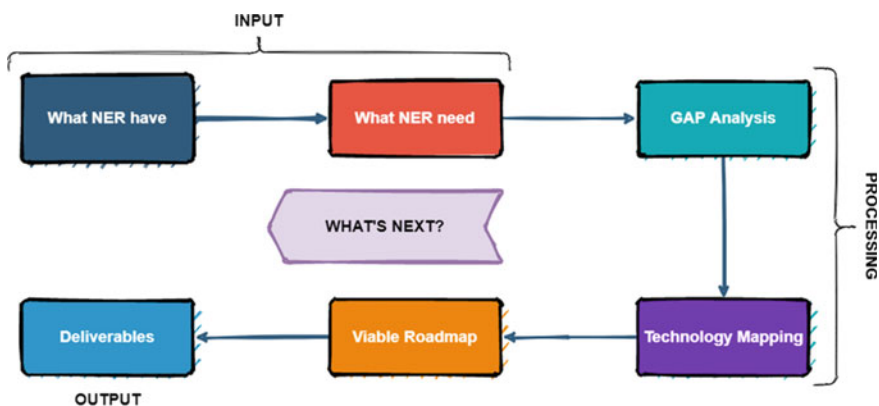 INPUT
What NER have
What NER need
GAP Analysis
WHAT'S NEXT?
PROCESSING
Deliverables
Viable Roadmap
Technology Mapping
OUTPUT